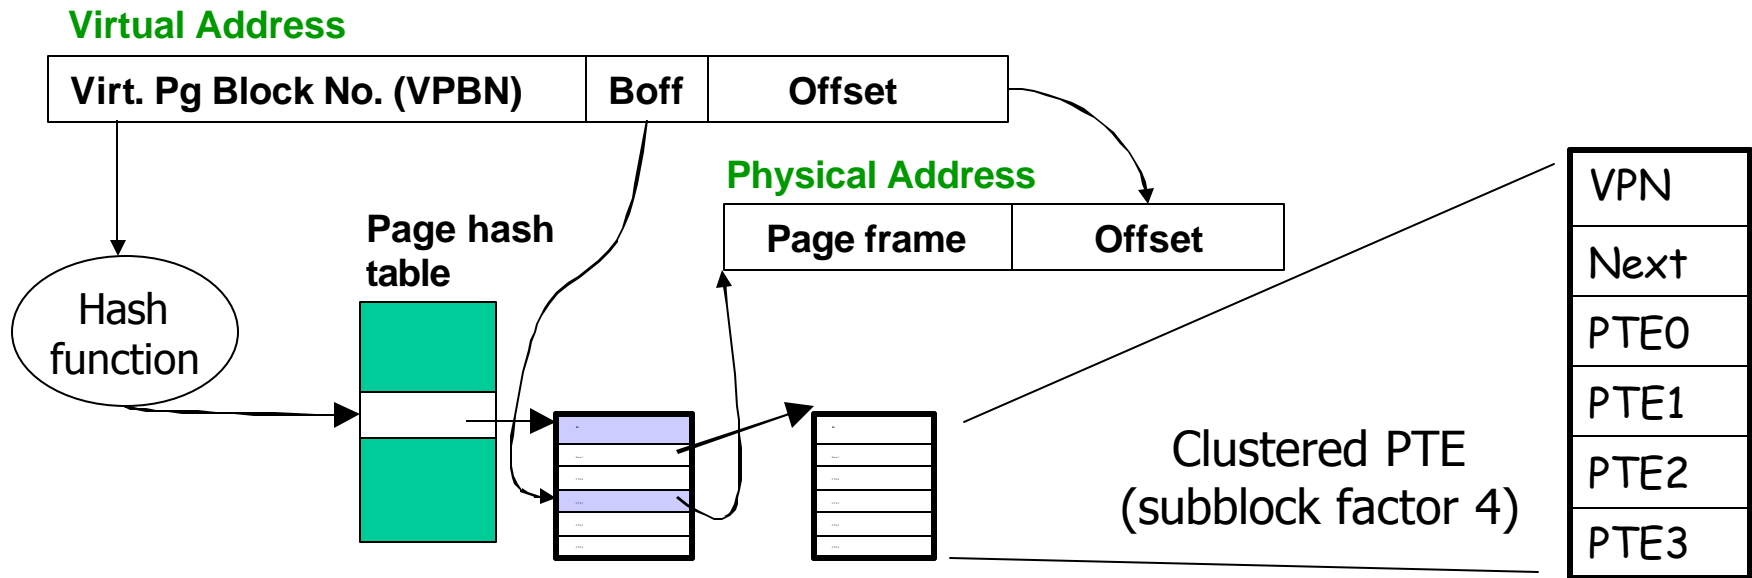 Virtual Address
Virt. Pg Block No. (VPBN)
Boff
Offset
Physical Address
Page frame
Offset
Page hash
table
Hash
function
Clustered PTE
(subblock factor 4)
VPN
Next
PTE0
PTE1
PTE2
PTE3